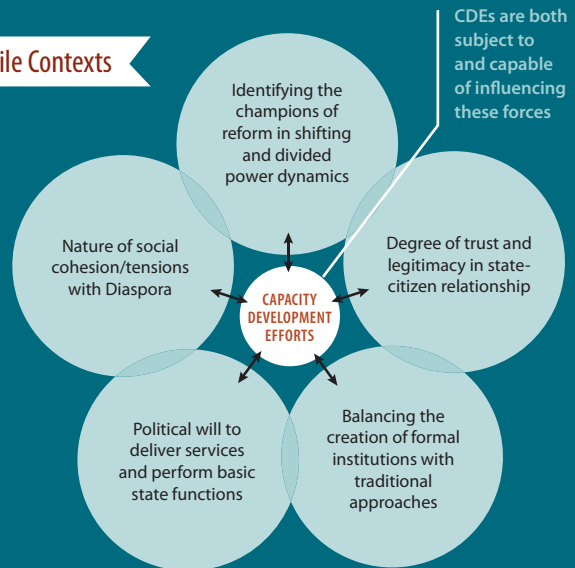 ile Contexts
CDEs are both
subject to
and capable
of influencing
these forces
Identifying the
champions of
reform in shifting
and divided
power dynamics
Nature of social
cohesion/tensions
with Diaspora
Degree of trust and
legitimacy in state-
citizen relationship
CAPACITY
DEVELOPMENT
EFFORTS
Political will to
deliver services
and perform basic
state functions
Balancing the
creation of formal
institutions with
traditional
approaches